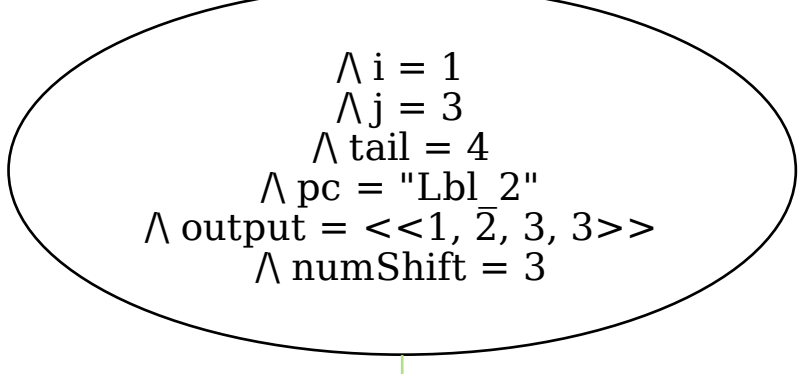 /\ i = 1
/\ j = 3
/\ tail = 4
/\ pc = "Lbl_2"
/\ output = <<1, 2, 3, 3>>
/\ numShift = 3